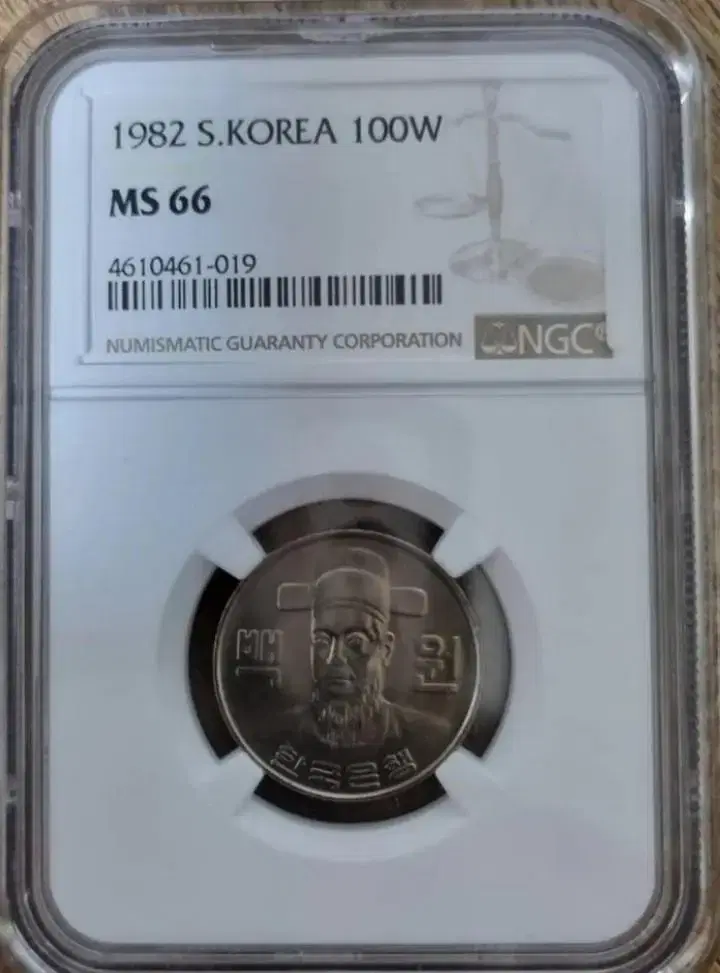 1982 S.KOREA 100W
MS 66
4610461-019
NUMISMATIC GUARANTY CORPORATION NGC®
백 원
한국은행